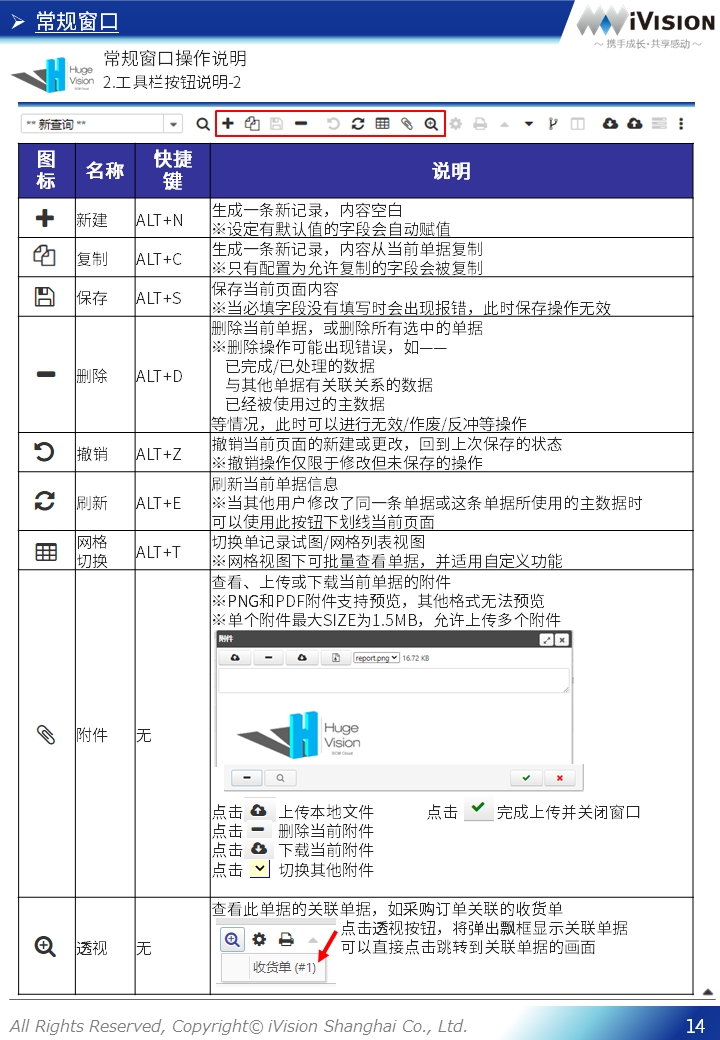 常规窗口
iVision
～ 携手成长·共享感动 ～
Huge
Vision
SCM Cloud
常规窗口操作说明
2.工具栏按钮说明-2
** 新查询 **
图标 名称 快捷键 说明
新建 ALT+N 生成一条新记录，内容空白
※设定有默认值的字段会自动赋值
复制 ALT+C 生成一条新记录，内容从当前单据复制
※只有配置为允许复制的字段会被复制
保存 ALT+S 保存当前页面内容
※当必填字段没有填写时会出现报错，此时保存操作无效
删除 ALT+D 删除当前单据，或删除所有选中的单据
※删除操作可能出现错误，如——
已完成/已处理的数据
与其他单据有关联关系的数据
已经被使用过的主数据
等情况，此时可以进行无效/作废/反冲等操作
撤销 ALT+Z 撤销当前页面的新建或更改，回到上次保存的状态
※撤销操作仅限于修改但未保存的操作
刷新 ALT+E 刷新当前单据信息
※当其他用户修改了同一条单据或这条单据所使用的主数据时
可以使用此按钮下划线当前页面
网格切换 ALT+T 切换单记录试图/网格列表视图
※网格视图下可批量查看单据，并适用自定义功能
附件 无 查看、上传或下载当前单据的附件
※PNG和PDF附件支持预览，其他格式无法预览
※单个附件最大SIZE为1.5MB，允许上传多个附件
附件
report.png 16.72 KB
Huge
Vision
SCM Cloud
点击 上传本地文件 点击 完成上传并关闭窗口
点击 删除当前附件
点击 下载当前附件
点击 切换其他附件
透视 无 查看此单据的关联单据，如采购订单关联的收货单
点击透视按钮，将弹出飘框显示关联单据
可以直接点击跳转到关联单据的画面
收货单 (#1)
All Rights Reserved, Copyright© iVision Shanghai Co., Ltd.
14